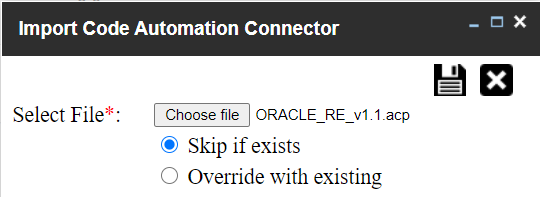 Import Code Automation Connector
Select File*: Choose file ORACLE_RE_v1.1.acp
Skip if exists
Override with existing